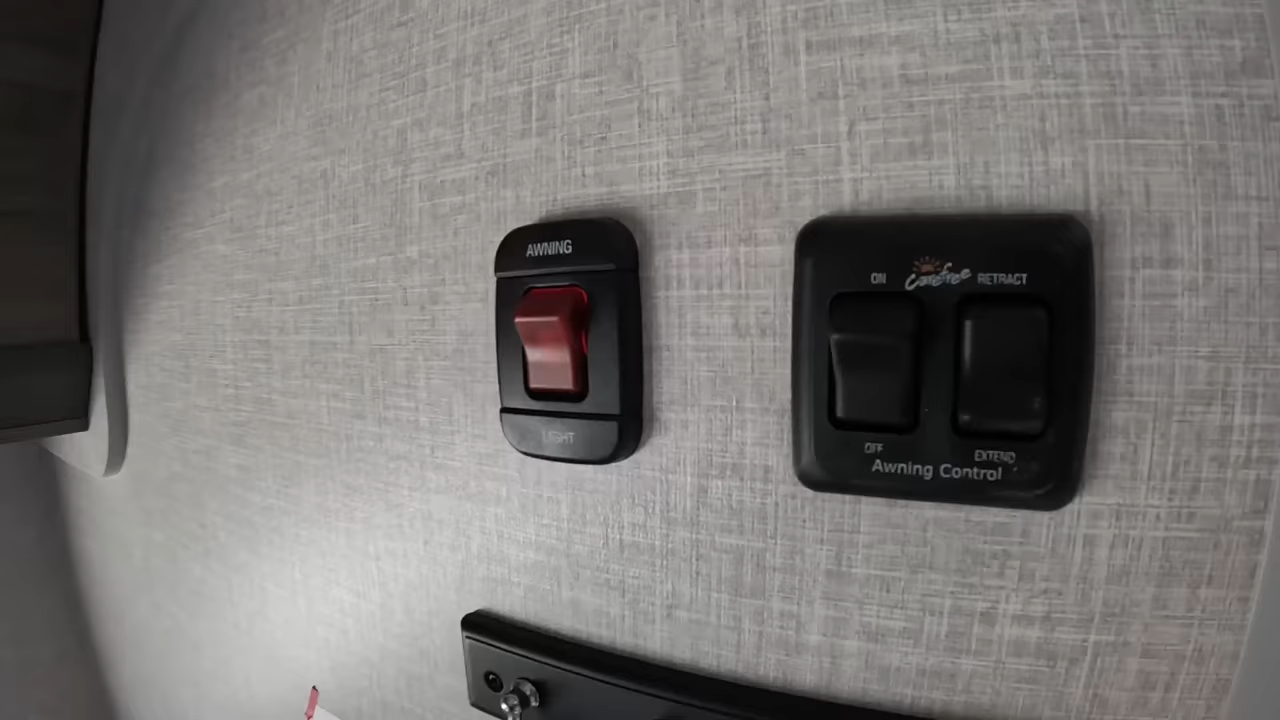 AWNING
LIGHT
ON Carefree RETRACT
OFF EXTEND
Awning Control